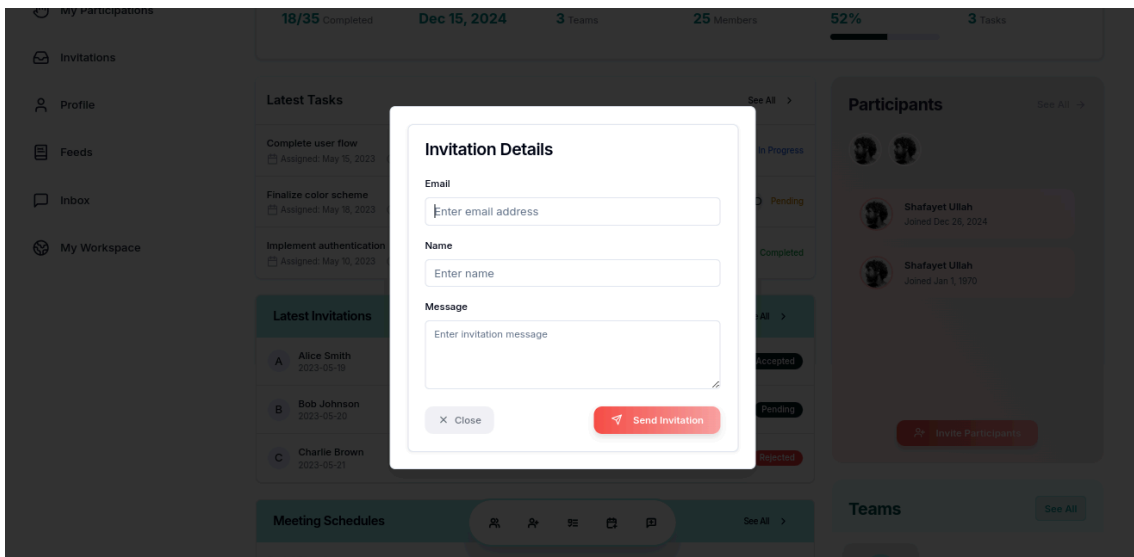 My Participations
Invitations
Profile
Feeds
Inbox
My Workspace
18/35 Completed
Dec 15, 2024
3 Teams
25 Members
52%
3 Tasks
Latest Tasks
See All
Complete user flow
Assigned: May 15, 2023
In Progress
Finalize color scheme
Assigned: May 18, 2023
Pending
Implement authentication
Assigned: May 10, 2023
Completed
Latest Invitations
All
A
Alice Smith
2023-05-19
Accepted
B
Bob Johnson
2023-05-20
Pending
C
Charlie Brown
2023-05-21
Rejected
Meeting Schedules
See All
Invitation Details
Email
Enter email address
Name
Enter name
Message
Enter invitation message
Close
Send Invitation
Participants
See All
Shafayet Ullah
Joined Dec 26, 2024
Shafayet Ullah
Joined Jan 1, 1970
Invite Participants
Teams
See All